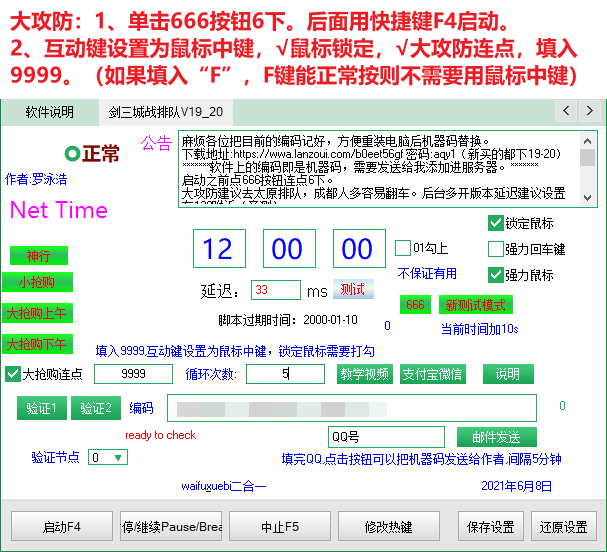 大攻防：1、单击666按钮6下。后面用快捷键F4启动。
2、互动键设置为鼠标中键，√鼠标锁定，√大攻防连点，填入
9999。（如果填入“F”，F键能正常按则不需要用鼠标中键）
软件说明
剑三城战排队V19_20
正常
公告
麻烦各位把目前的编码记好，方便重装电脑后机器码替换。
下载地址:https://wwa.lanzoui.com/b0eet56gf 密码:aqy1（新买的都下19-20）
*******软件上的编码即是机器码，需要发送给我添加进服务器。*******
启动之前点666按钮连点6下。
大攻防建议去太原排队，成都人多容易翻车。后台多开版本延迟建议设置
作者:罗泳浩
Net Time
神行
小抢购
大抢购上午
大抢购下午
12 00 00
01勾上
不保证有用
锁定鼠标
强力回车键
强力鼠标
延迟： 33 ms 测试
666 新测试模式
脚本过期时间：2000-01-10 0
当前时间加10s
填入9999,互动键设置为鼠标中键，锁定鼠标需要打勾
大抢购连点 9999 循环次数: 5 教学视频 支付宝微信 说明
验证1 验证2 编码 0
ready to check QQ号 邮件发送
验证节点 0 填完QQ,点击按钮可以把机器码发送给作者.间隔5分钟
waifuxuebi二合一 2021年6月8日
启动F4 停/继续Pause/Brea 中止F5 修改热键 保存设置 还原设置